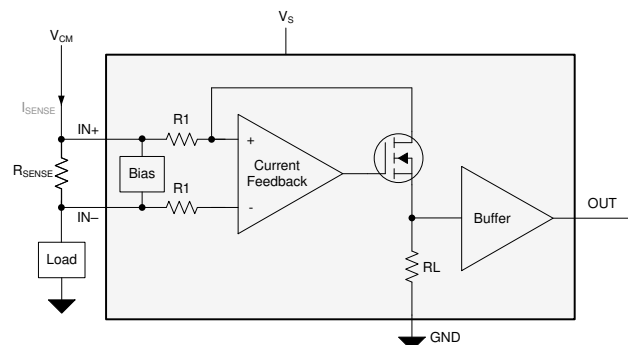 VS
VCM
ISENSE
IN+
R1
RSENSE
Bias
+
Current
Feedback
-
R1
IN–
Load
Buffer
OUT
RL
GND